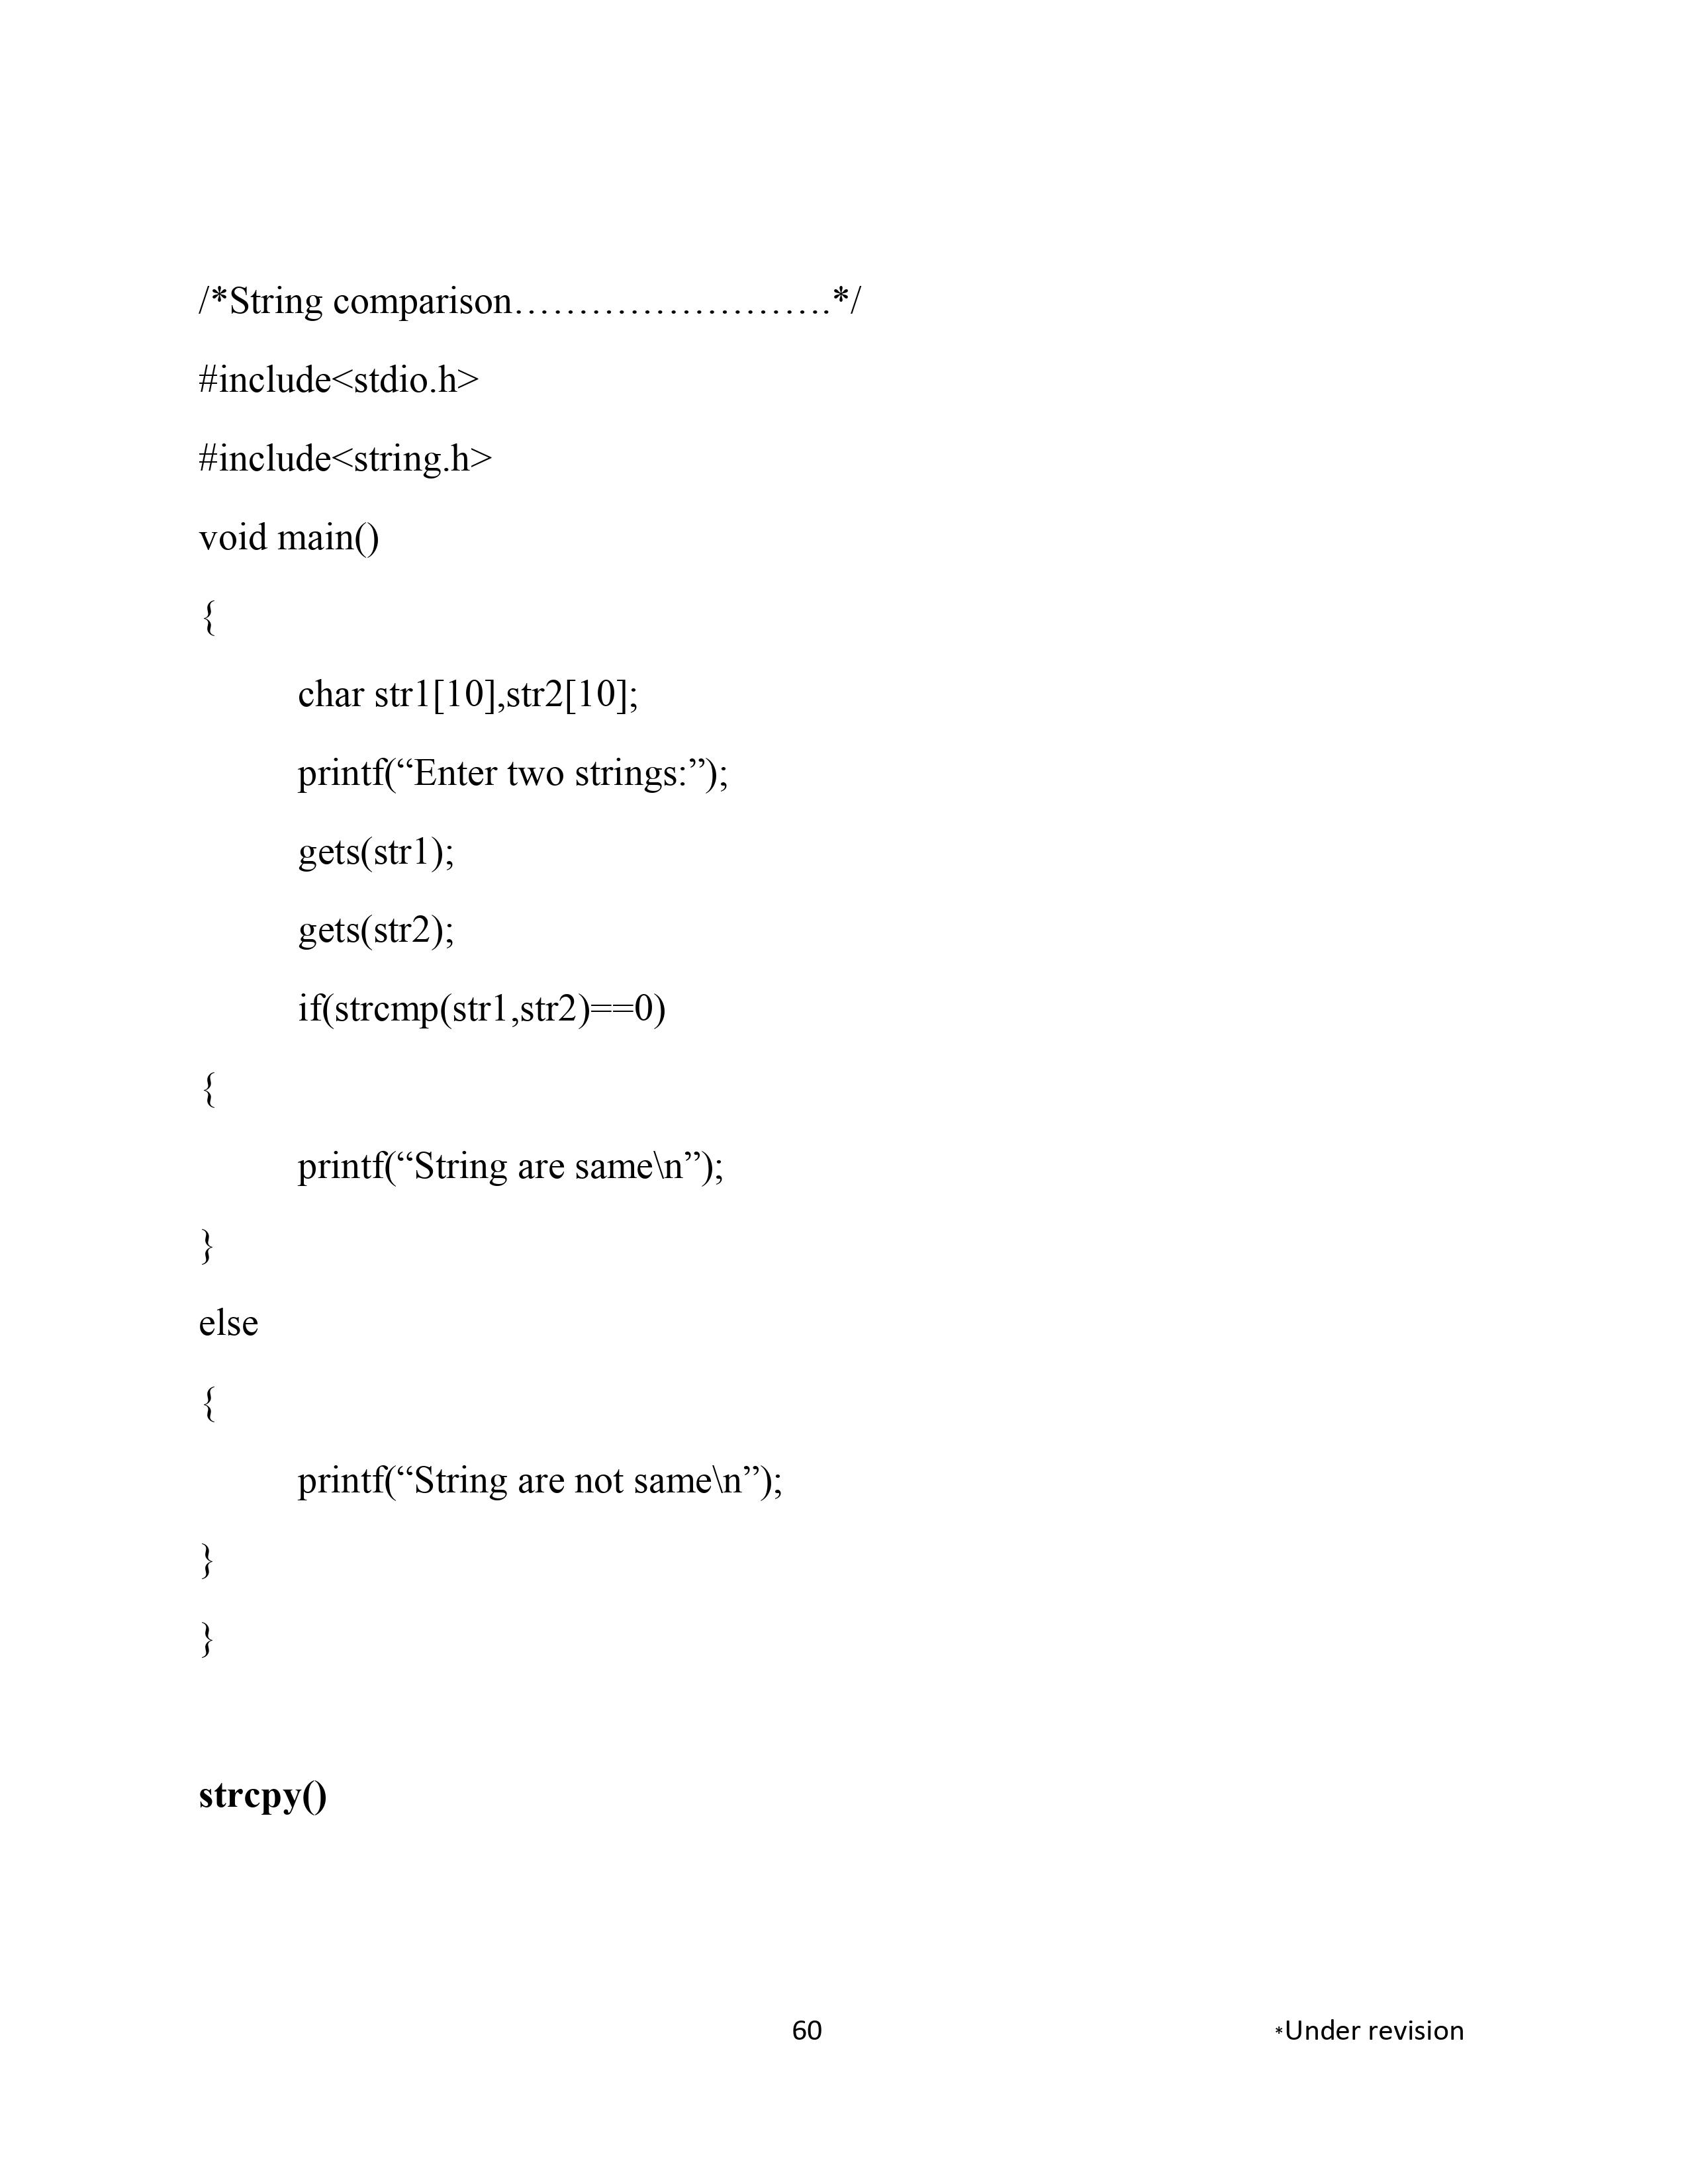 /*String comparison…………………….*/
#include<stdio.h>
#include<string.h>
void main()
{
char str1[10],str2[10];
printf(“Enter two strings:”);
gets(str1);
gets(str2);
if(strcmp(str1,str2)==0)
{
printf(“String are same\n”);
}
else
{
printf(“String are not same\n”);
}
}
strcpy()
60 *Under revision